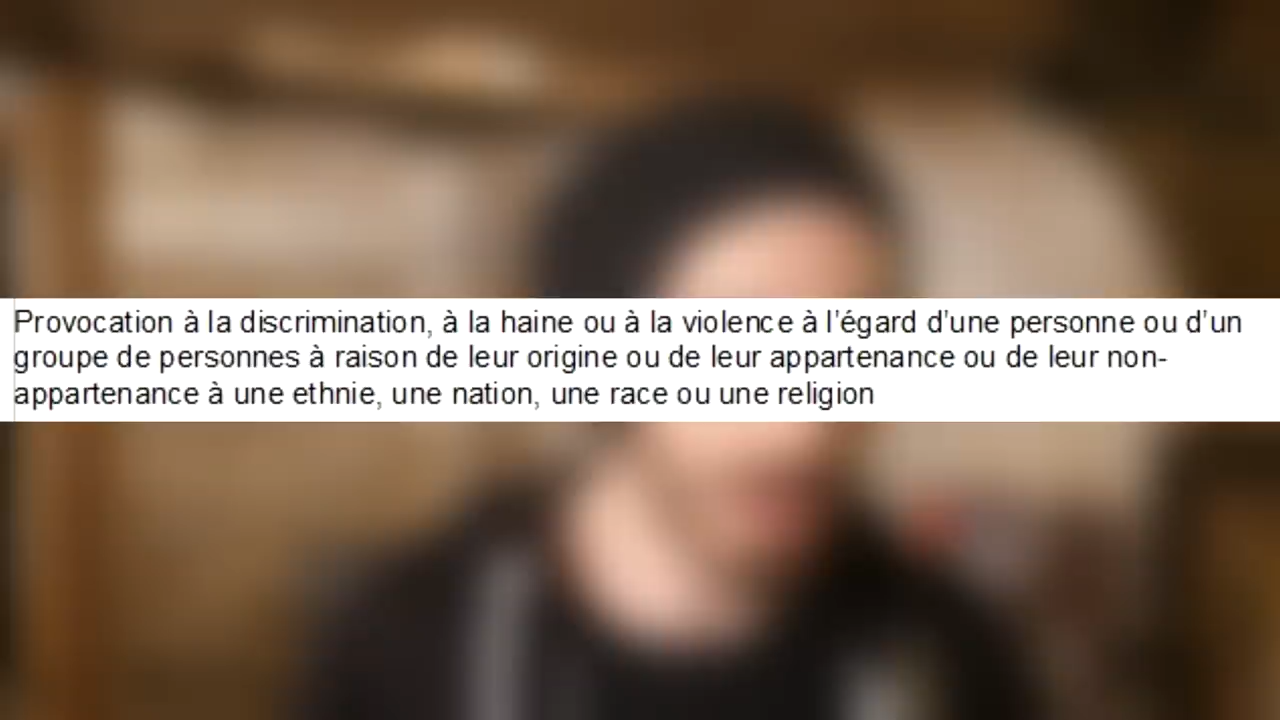 Provocation à la discrimination, à la haine ou à la violence à l’égard d’une personne ou d’un
groupe de personnes à raison de leur origine ou de leur appartenance ou de leur non-
appartenance à une ethnie, une nation, une race ou une religion